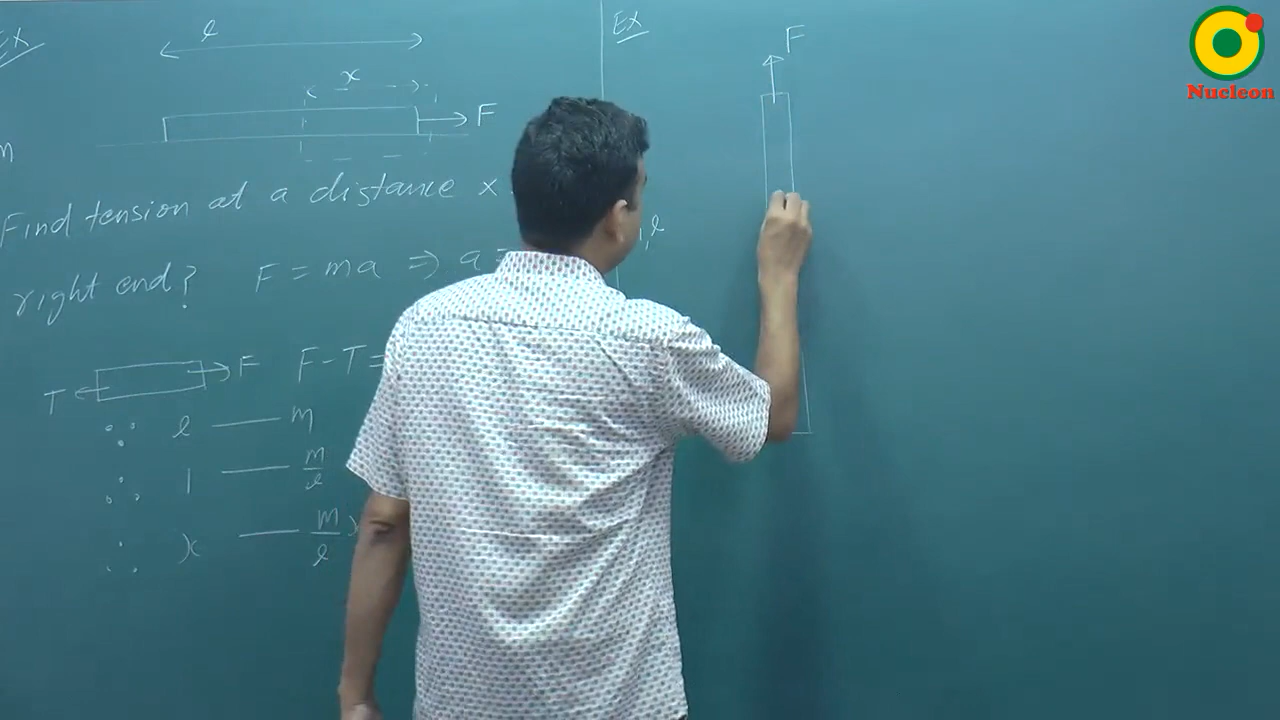 Ex
l
x
F
m
Find tension at a distance x
right end? F = ma ⇒ a =
T F F - T =
∵ l — m
∴ 1 — m/l
∴ x — m/l x
Ex
F
, l
Nucleon